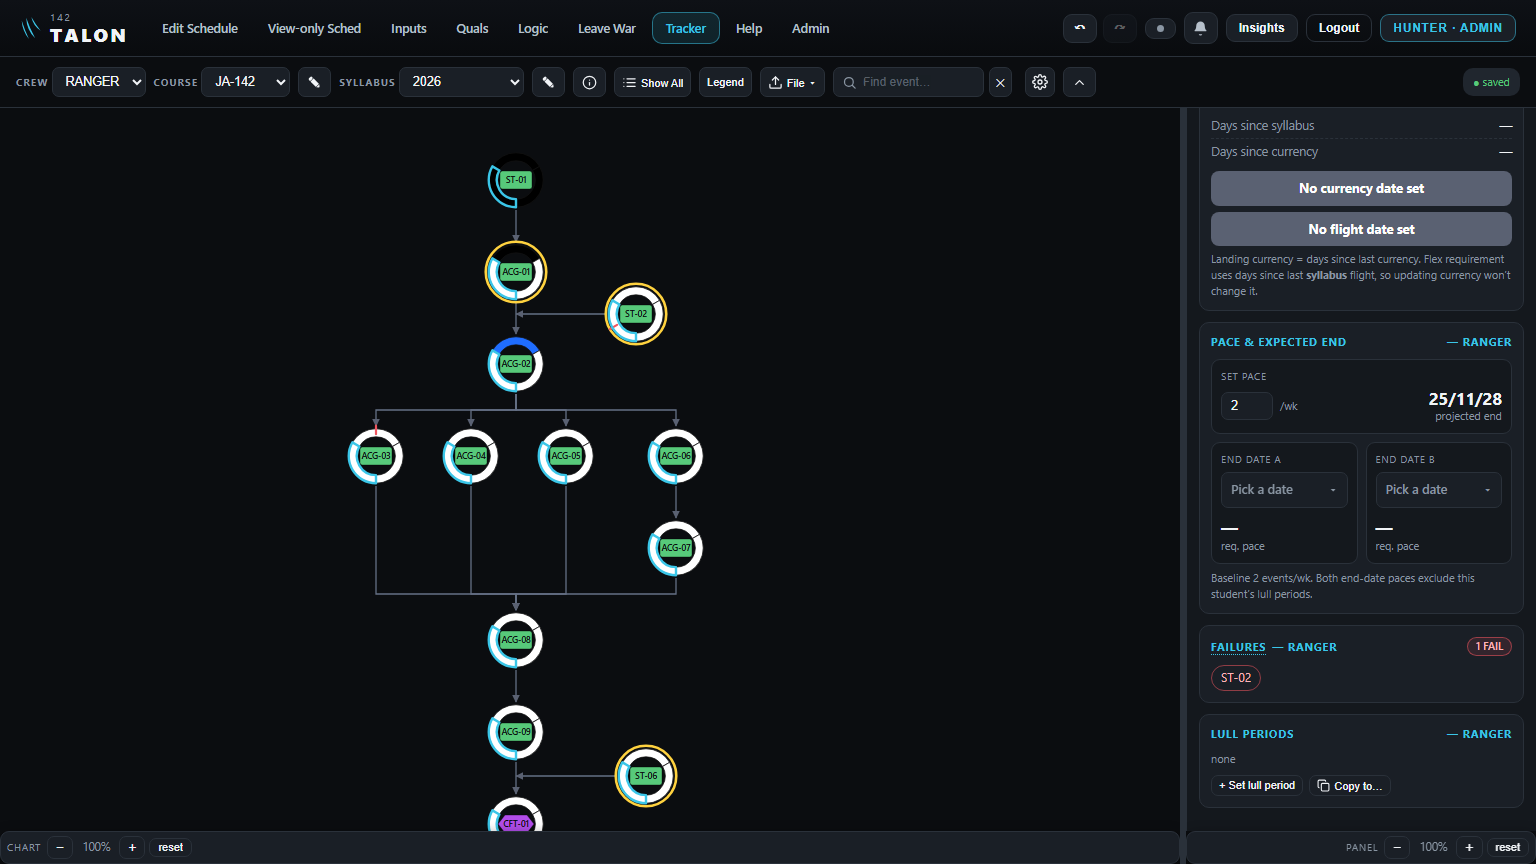 142
TALON
Edit Schedule
View-only Sched
Inputs
Quals
Logic
Leave War
Tracker
Help
Admin
Insights
Logout
HUNTER · ADMIN
CREW
RANGER
COURSE
JA-142
SYLLABUS
2026
Show All
Legend
File
Find event…
saved
ST-01
ACG-01
ST-02
ACG-02
ACG-03
ACG-04
ACG-05
ACG-06
ACG-07
ACG-08
ACG-09
ST-06
CFT-01
Days since syllabus —
Days since currency —
No currency date set
No flight date set
Landing currency = days since last currency. Flex requirement
uses days since last syllabus flight, so updating currency won't
change it.
PACE & EXPECTED END — RANGER
SET PACE
2 /wk
25/11/28
projected end
END DATE A
Pick a date
—
req. pace
END DATE B
Pick a date
—
req. pace
Baseline 2 events/wk. Both end-date paces exclude this
student's lull periods.
FAILURES — RANGER
1 FAIL
ST-02
LULL PERIODS — RANGER
none
+ Set lull period
Copy to…
CHART − 100% + reset
PANEL − 100% + reset